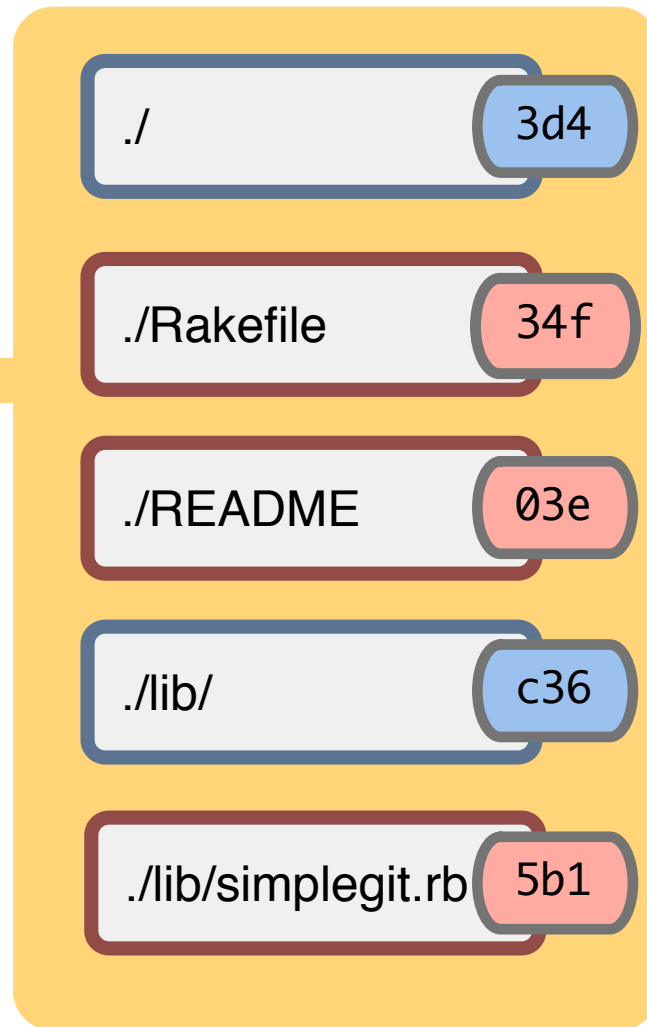 ./ 3d4
./Rakefile 34f
./README 03e
./lib/ c36
./lib/simplegit.rb 5b1